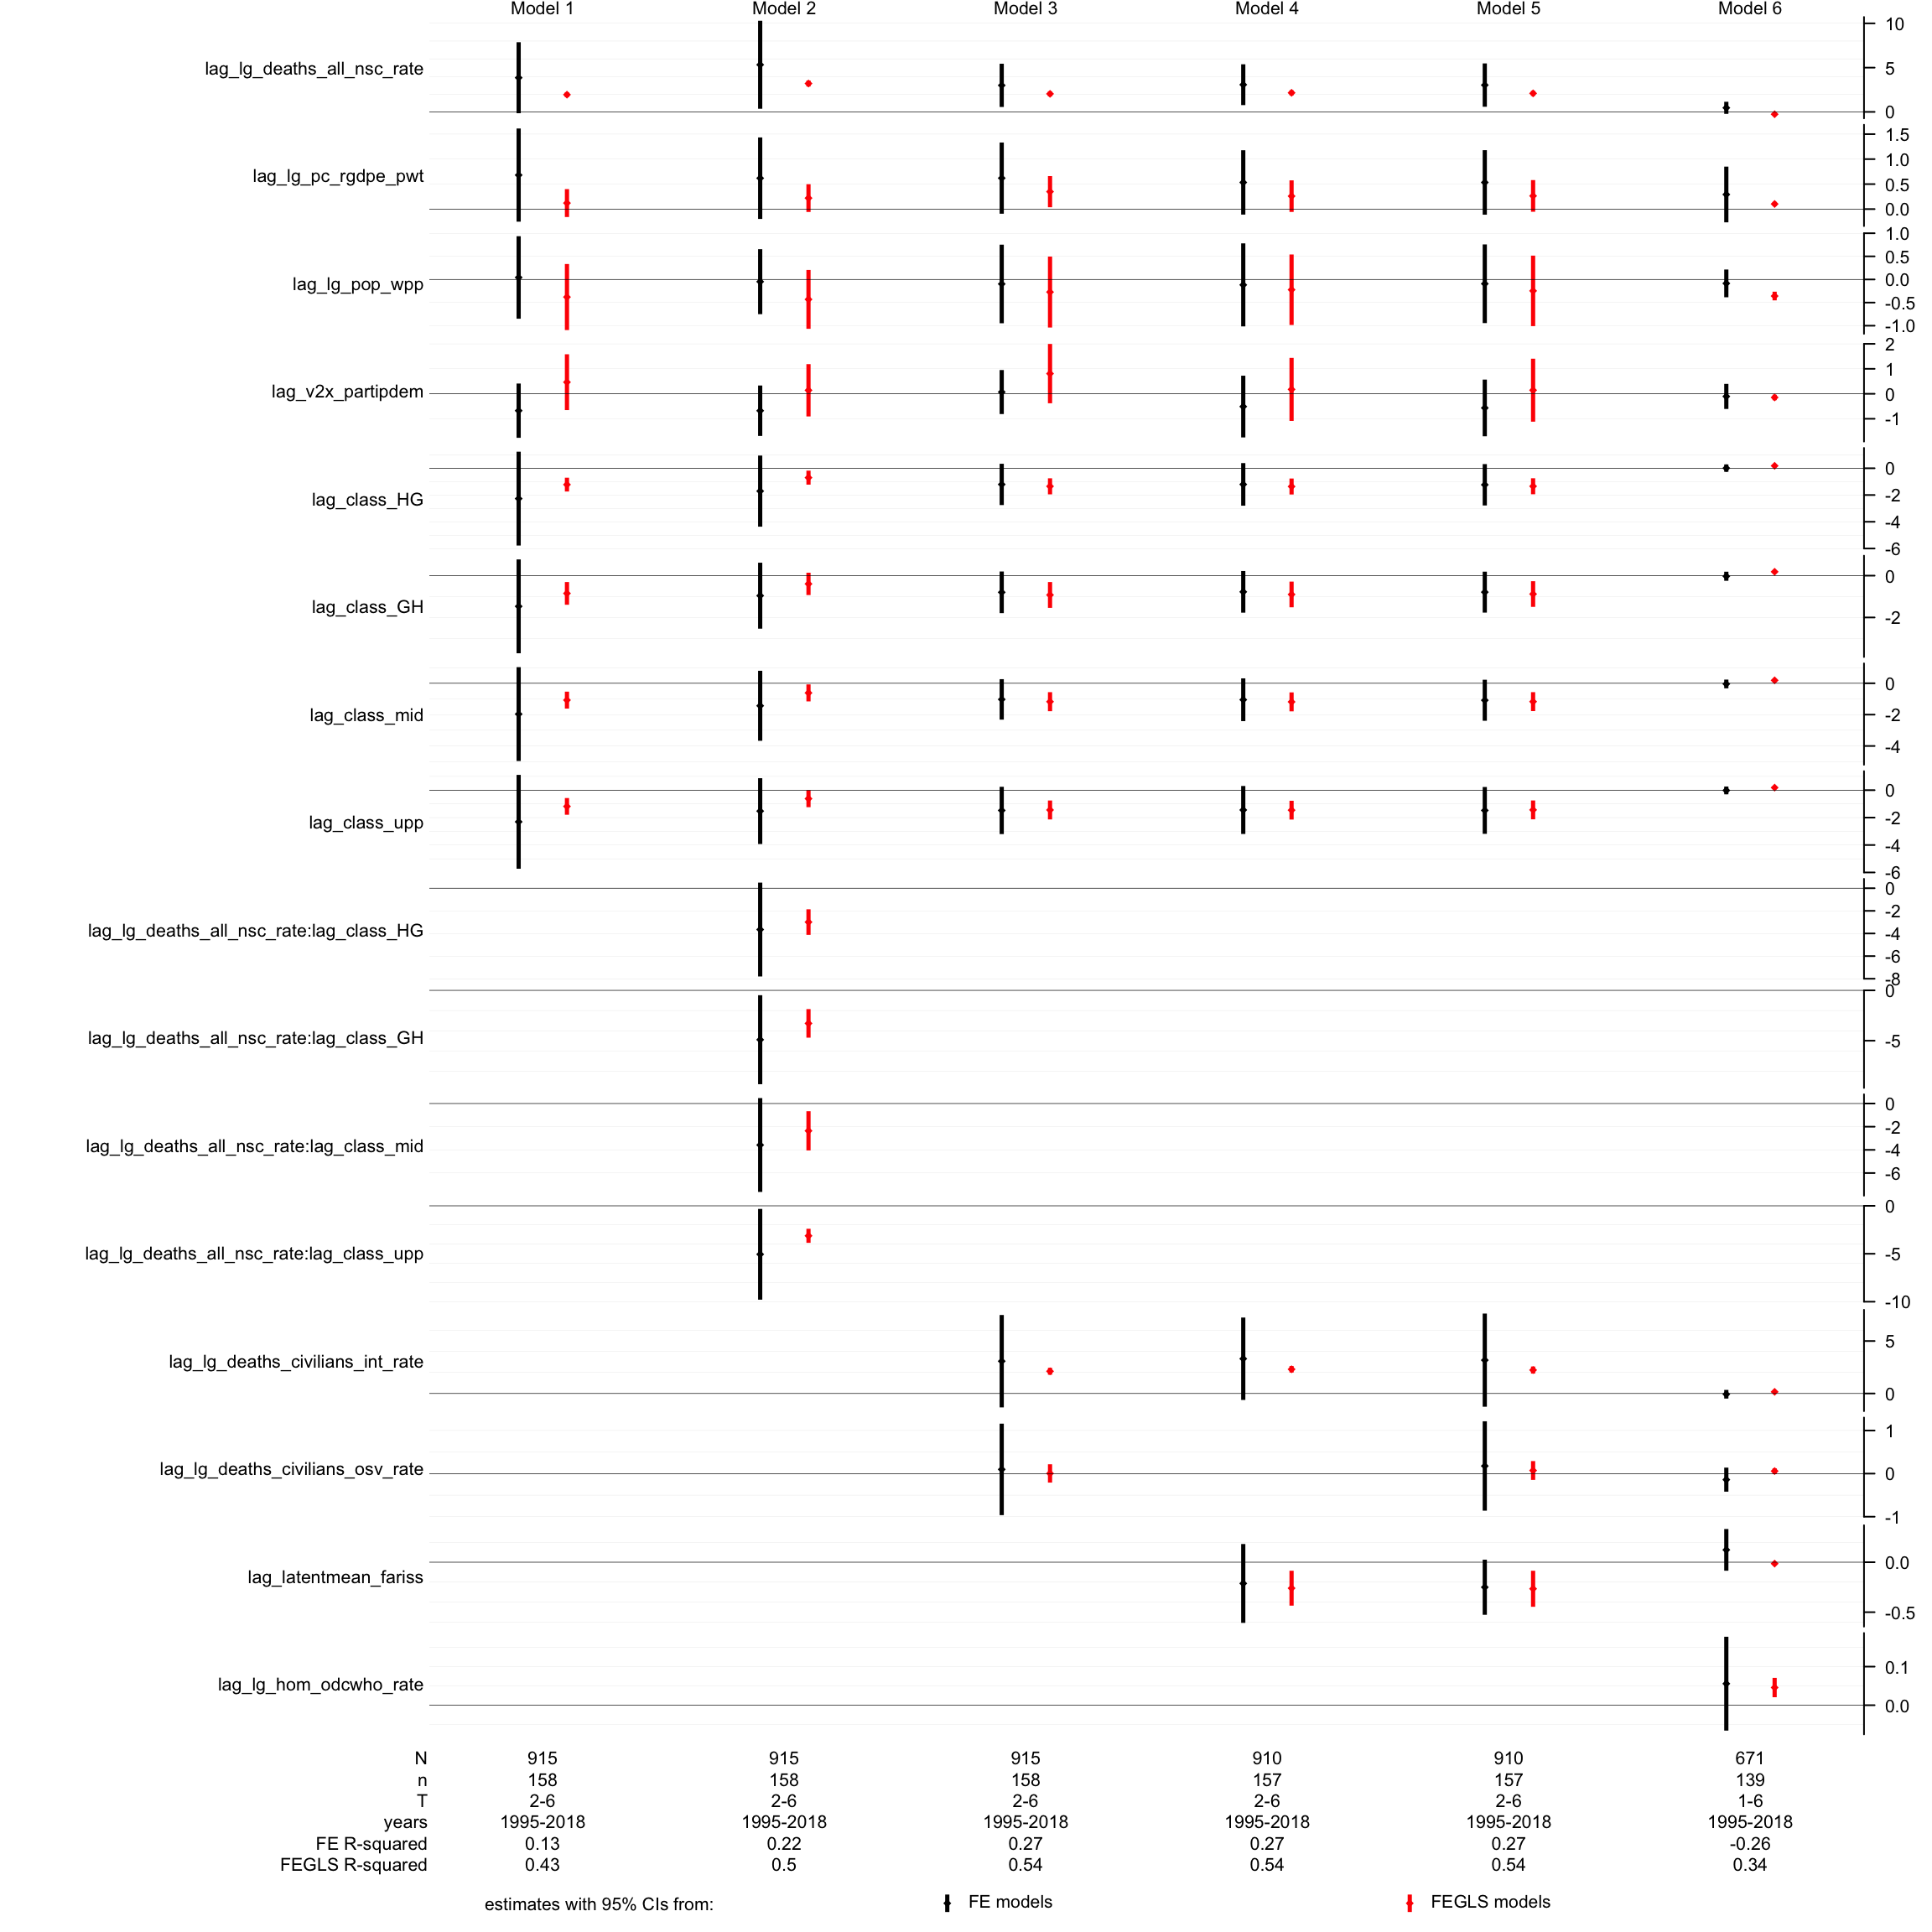 Model 1 Model 2 Model 3 Model 4 Model 5 Model 6
lag_lg_deaths_all_nsc_rate
10
5
0
lag_lg_pc_rgdpe_pwt
1.5
1.0
0.5
0.0
lag_lg_pop_wpp
1.0
0.5
0.0
-0.5
-1.0
lag_v2x_partipdem
2
1
0
-1
lag_class_HG
0
-2
-4
-6
lag_class_GH
0
-2
lag_class_mid
0
-2
-4
lag_class_upp
0
-2
-4
-6
lag_lg_deaths_all_nsc_rate:lag_class_HG
0
-2
-4
-6
-8
lag_lg_deaths_all_nsc_rate:lag_class_GH
0
-5
lag_lg_deaths_all_nsc_rate:lag_class_mid
0
-2
-4
-6
lag_lg_deaths_all_nsc_rate:lag_class_upp
0
-5
-10
lag_lg_deaths_civilians_int_rate
5
0
lag_lg_deaths_civilians_osv_rate
1
0
-1
lag_latentmean_fariss
0.0
-0.5
lag_lg_hom_odcwho_rate
0.1
0.0
N 915 915 915 910 910 671
n 158 158 158 157 157 139
T 2-6 2-6 2-6 2-6 2-6 1-6
years 1995-2018 1995-2018 1995-2018 1995-2018 1995-2018 1995-2018
FE R-squared 0.13 0.22 0.27 0.27 0.27 -0.26
FEGLS R-squared 0.43 0.5 0.54 0.54 0.54 0.34
estimates with 95% CIs from: FE models FEGLS models